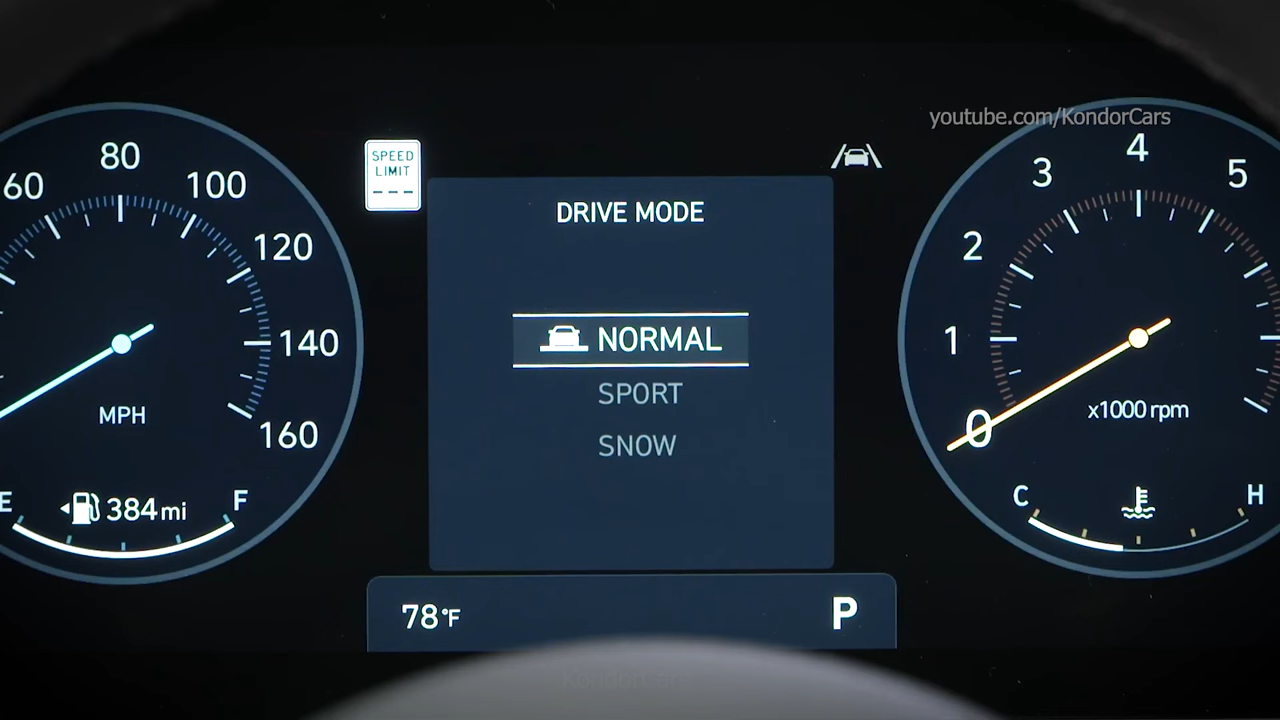 youtube.com/KondorCars
60
80
100
120
140
160
MPH
E
384 mi
F
SPEED
LIMIT
---
DRIVE MODE
NORMAL
SPORT
SNOW
78°F
P
0
1
2
3
4
5
x1000 rpm
C
H
KondorCars